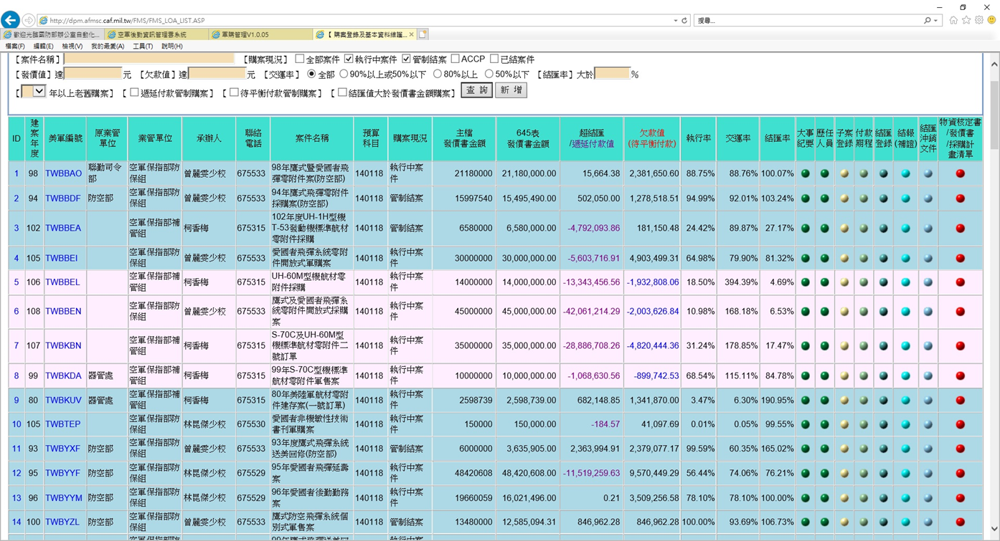 http://dpm.afmsc.caf.mil.tw/FMS/FMS_LOA_LIST.ASP
搜尋...
歡迎光臨國防部辦公室自動化...
空軍後勤資訊管理雲系統
軍購管理V1.0.05
【 購案登錄及基本資料維護...
檔案(F) 編輯(E) 檢視(V) 我的最愛(A) 工具(T) 說明(H)
【案件名稱】 【購案現況】 全部案件 執行中案件 管制結案 ACCP 已結案件
【發價值】達 元 【欠款值】達 元 【交運率】 全部 90%以上或50%以下 80%以上 50%以下 【結匯率】大於 %
【 年以上老舊購案】 【 遞延付款管制購案】 【 待平衡付款管制購案】 【 結匯值大於發價書金額購案】 查 詢 新 增
ID 建案年度 美軍編號 原業管單位 業管單位 承辦人 聯絡電話 案件名稱 預算科目 購案現況 主檔發價書金額 645表發價書金額 超結匯/遞延付款值 欠款值(待平衡付款) 執行率 交運率 結匯率 大事紀要 歷任人員 子案登錄 付款期程 結匯登錄 結報(補證) 結匯沖銷文件 物資核定書/發價書/採購計畫清單
1 98 TWBBAO 聯勤司令部 空軍保指部防保組 曾麗雯少校 675533 98年鷹式暨愛國者飛彈零附件案(防空部) 140118 執行中案件 21180000 21,180,000.00 15,664.38 2,381,650.60 88.75% 88.76% 100.07%
2 94 TWBBDF 防空部 空軍保指部防保組 曾麗雯少校 675533 94年鷹式飛彈零附件採購案(防空部) 140118 管制結案 15997540 15,495,490.00 502,050.00 1,278,518.51 94.99% 92.01% 103.24%
3 102 TWBBEA 空軍保指部補管組 柯香梅 675315 102年度UH-1H型機T-53發動機標準航材零附件採購 140118 管制結案 6580000 6,580,000.00 -4,792,093.86 181,150.48 24.42% 89.87% 27.17%
4 105 TWBBEI 空軍保指部防保組 曾麗雯少校 675533 愛國者飛彈系統零附件開放式軍購案 140118 執行中案件 30000000 30,000,000.00 -5,603,716.91 4,903,499.31 64.98% 79.90% 81.32%
5 106 TWBBEL 空軍保指部補管組 柯香梅 675315 UH-60M型機航材零附件採購 140118 執行中案件 14000000 14,000,000.00 -13,343,456.56 -1,932,808.06 18.50% 394.39% 4.69%
6 108 TWBBEN 空軍保指部防保組 曾麗雯少校 675533 鷹式及愛國者飛彈系統零附件開放式採購案 140118 執行中案件 45000000 45,000,000.00 -42,061,214.29 -2,003,626.84 10.98% 168.18% 6.53%
7 107 TWBKBN 空軍保指部補管組 柯香梅 675315 S-70C及UH-60M型機標準航材零附件二號訂單 140118 執行中案件 35000000 35,000,000.00 -28,886,708.26 -4,820,444.36 31.24% 178.85% 17.47%
8 99 TWBKDA 器管處 空軍保指部補管組 柯香梅 675315 99年S-70C型機標準航材零附件軍售案 140118 執行中案件 10000000 10,000,000.00 -1,068,630.56 -899,742.53 68.54% 115.11% 84.78%
9 80 TWBKUV 器管處 空軍保指部補管組 柯香梅 675315 80年美陸軍航材零附件建存案(一號訂單) 140118 執行中案件 2598739 2,598,739.00 682,148.85 1,341,870.00 3.47% 6.30% 190.95%
10 105 TWBTEP 空軍保指部防保組 林昆傑少校 675530 愛國者非機敏性技術書刊軍購案 140118 執行中案件 150000 150,000.00 -184.57 41,097.69 0.01% 0.05% 99.55%
11 93 TWBYXF 防空部 空軍保指部防保組 曾麗雯少校 675533 93年度鷹式飛彈系統送美回修(防空部) 140118 管制結案 6000000 3,635,905.00 2,363,994.91 2,379,077.17 99.59% 60.35% 165.02%
12 95 TWBYYF 防空部 空軍保指部防保組 林昆傑少校 675529 95年愛國者飛彈延壽案 140118 執行中案件 48420608 48,420,608.00 -11,519,259.63 9,570,449.29 56.44% 74.06% 76.21%
13 96 TWBYYM 防空部 空軍保指部防保組 林昆傑少校 675529 96年愛國者後勤勤務案 140118 執行中案件 19660059 16,021,496.00 0.21 3,509,256.58 78.10% 78.10% 100.00%
14 100 TWBYZL 防空部 空軍保指部防保組 曾麗雯少校 675533 鷹式防空飛彈系統個別式軍售案 140118 管制結案 13480000 12,585,094.31 846,962.28 846,962.28 100.00% 93.69% 106.73%